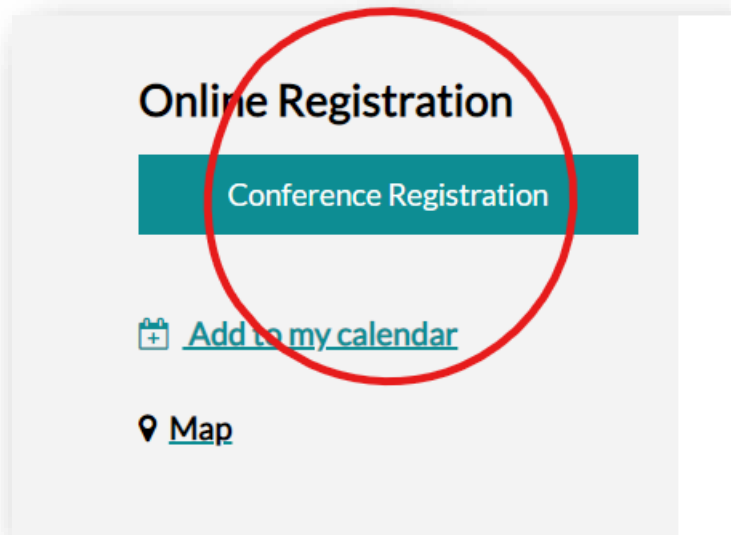 Online Registration
Conference Registration
Add to my calendar
Map